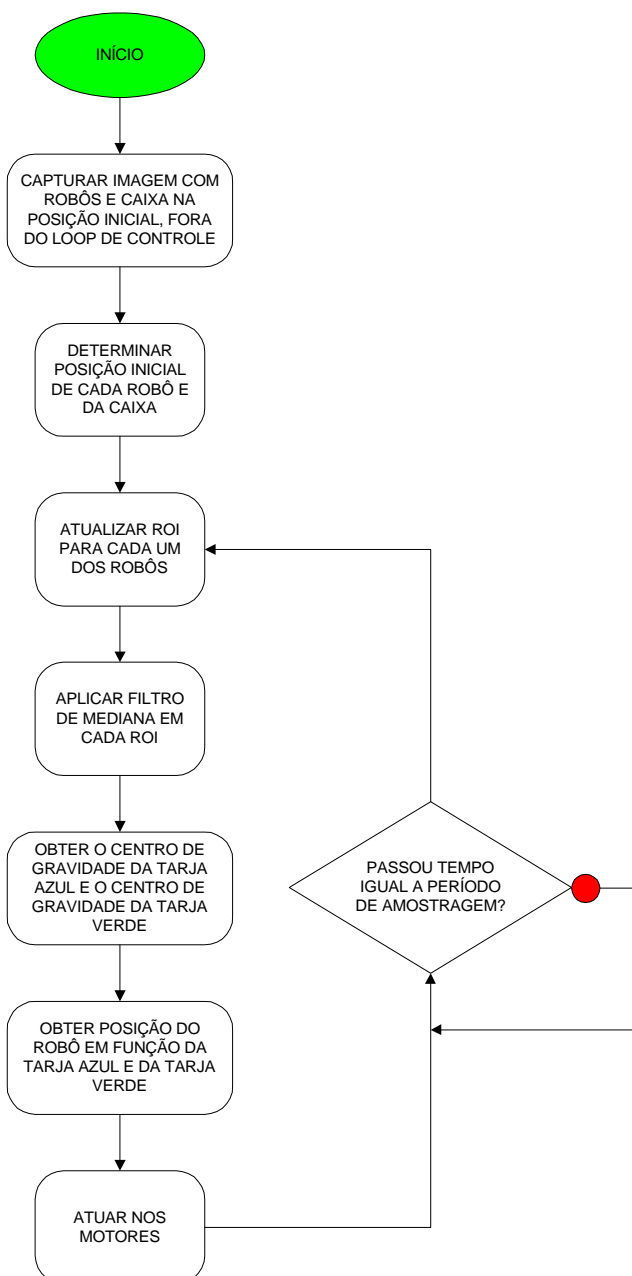 INÍCIO
CAPTURAR IMAGEM COM
ROBÔS E CAIXA NA
POSIÇÃO INICIAL, FORA
DO LOOP DE CONTROLE
DETERMINAR
POSIÇÃO INICIAL
DE CADA ROBÔ E
DA CAIXA
ATUALIZAR ROI
PARA CADA UM
DOS ROBÔS
APLICAR FILTRO
DE MEDIANA EM
CADA ROI
OBTER O CENTRO DE
GRAVIDADE DA TARJA
AZUL E O CENTRO DE
GRAVIDADE DA TARJA
VERDE
OBTER POSIÇÃO DO
ROBÔ EM FUNÇÃO DA
TARJA AZUL E DA TARJA
VERDE
ATUAR NOS
MOTORES
PASSOU TEMPO
IGUAL A PERÍODO
DE AMOSTRAGEM?